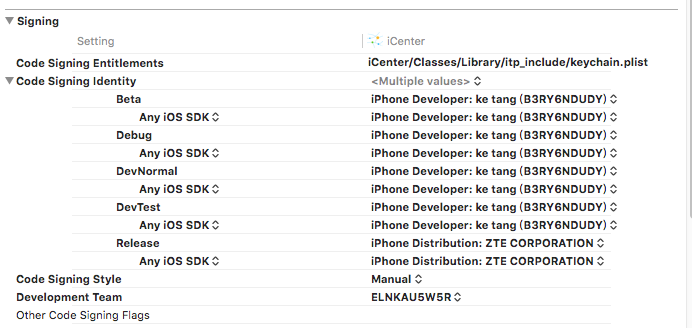 Signing
Setting iCenter
Code Signing Entitlements iCenter/Classes/Library/itp_include/keychain.plist
Code Signing Identity <Multiple values>
Beta iPhone Developer: ke tang (B3RY6NDUDY)
Any iOS SDK iPhone Developer: ke tang (B3RY6NDUDY)
Debug iPhone Developer: ke tang (B3RY6NDUDY)
Any iOS SDK iPhone Developer: ke tang (B3RY6NDUDY)
DevNormal iPhone Developer: ke tang (B3RY6NDUDY)
Any iOS SDK iPhone Developer: ke tang (B3RY6NDUDY)
DevTest iPhone Developer: ke tang (B3RY6NDUDY)
Any iOS SDK iPhone Developer: ke tang (B3RY6NDUDY)
Release iPhone Distribution: ZTE CORPORATION
Any iOS SDK iPhone Distribution: ZTE CORPORATION
Code Signing Style Manual
Development Team ELNKAU5W5R
Other Code Signing Flags